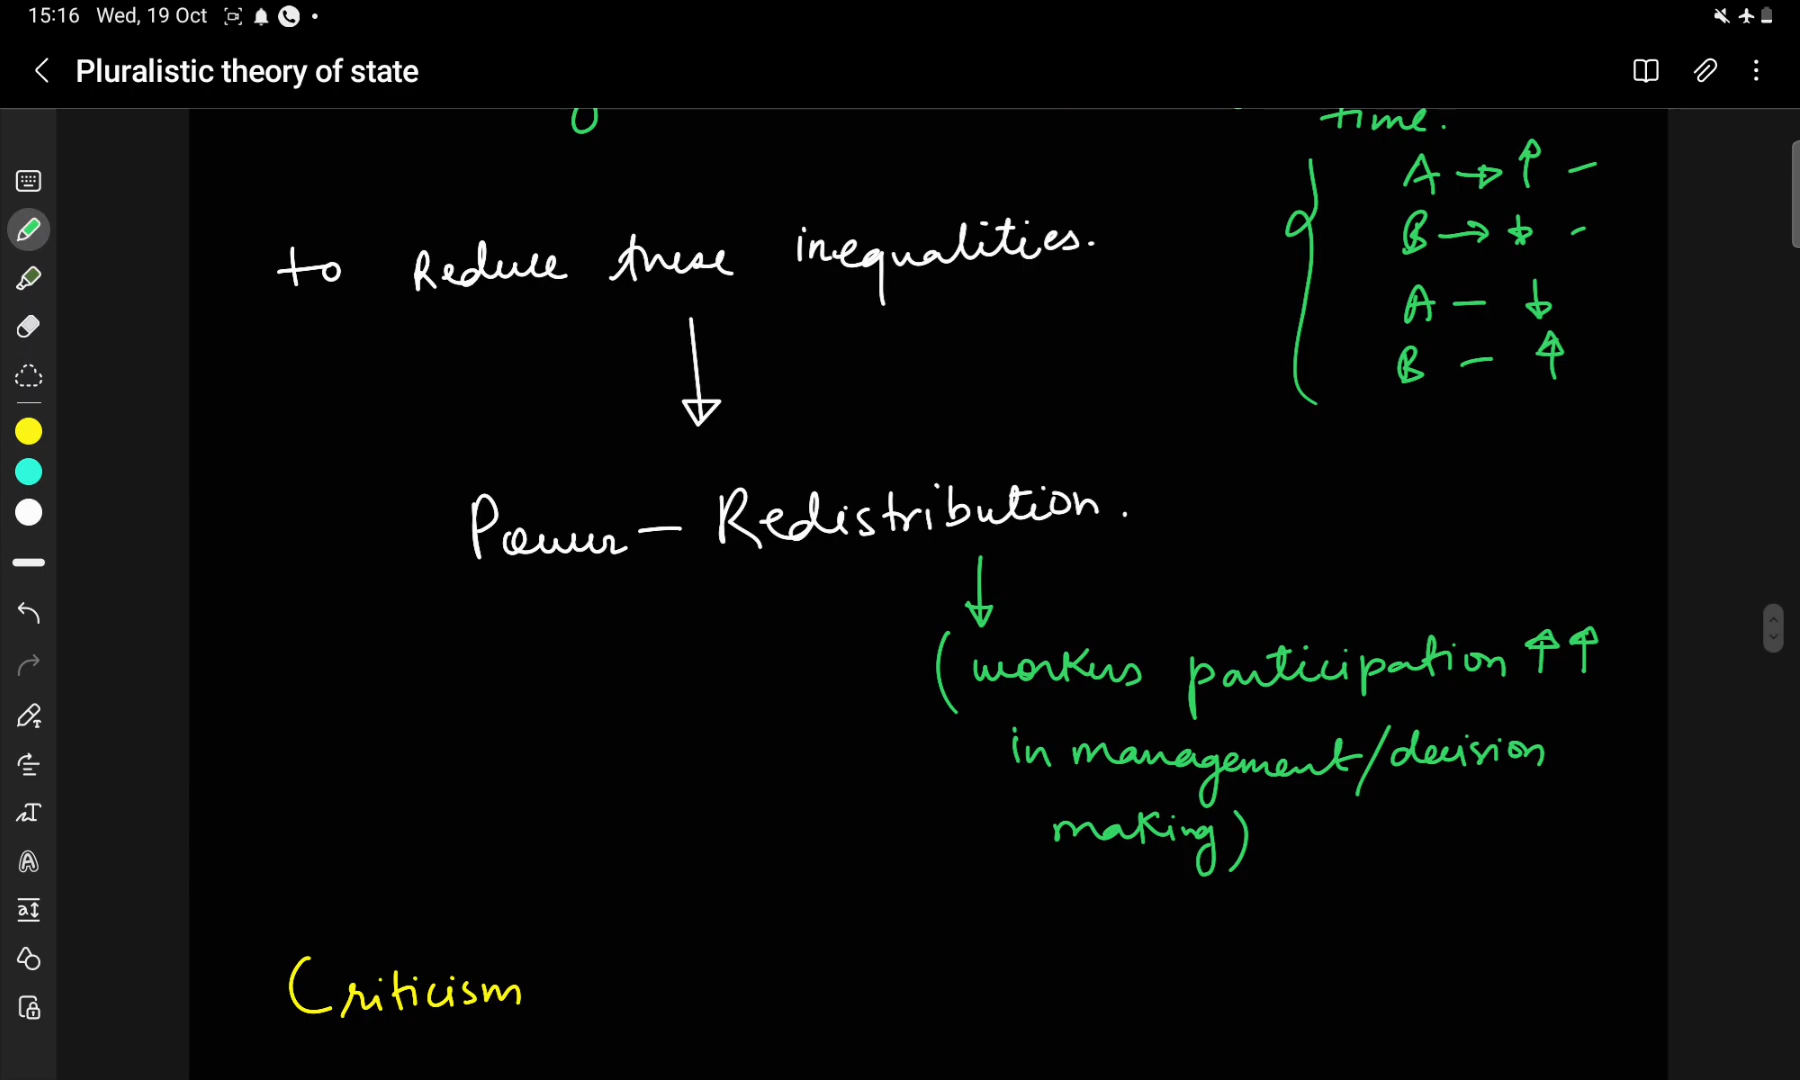 15:16 Wed, 19 Oct
Pluralistic theory of state
time.
A → ↑ -
B → ↓ -
A - ↓
B - ↑
to Reduce these inequalities.
↓
Power - Redistribution.
↓
(workers participation ↑↑
in management/decision
making)
Criticism